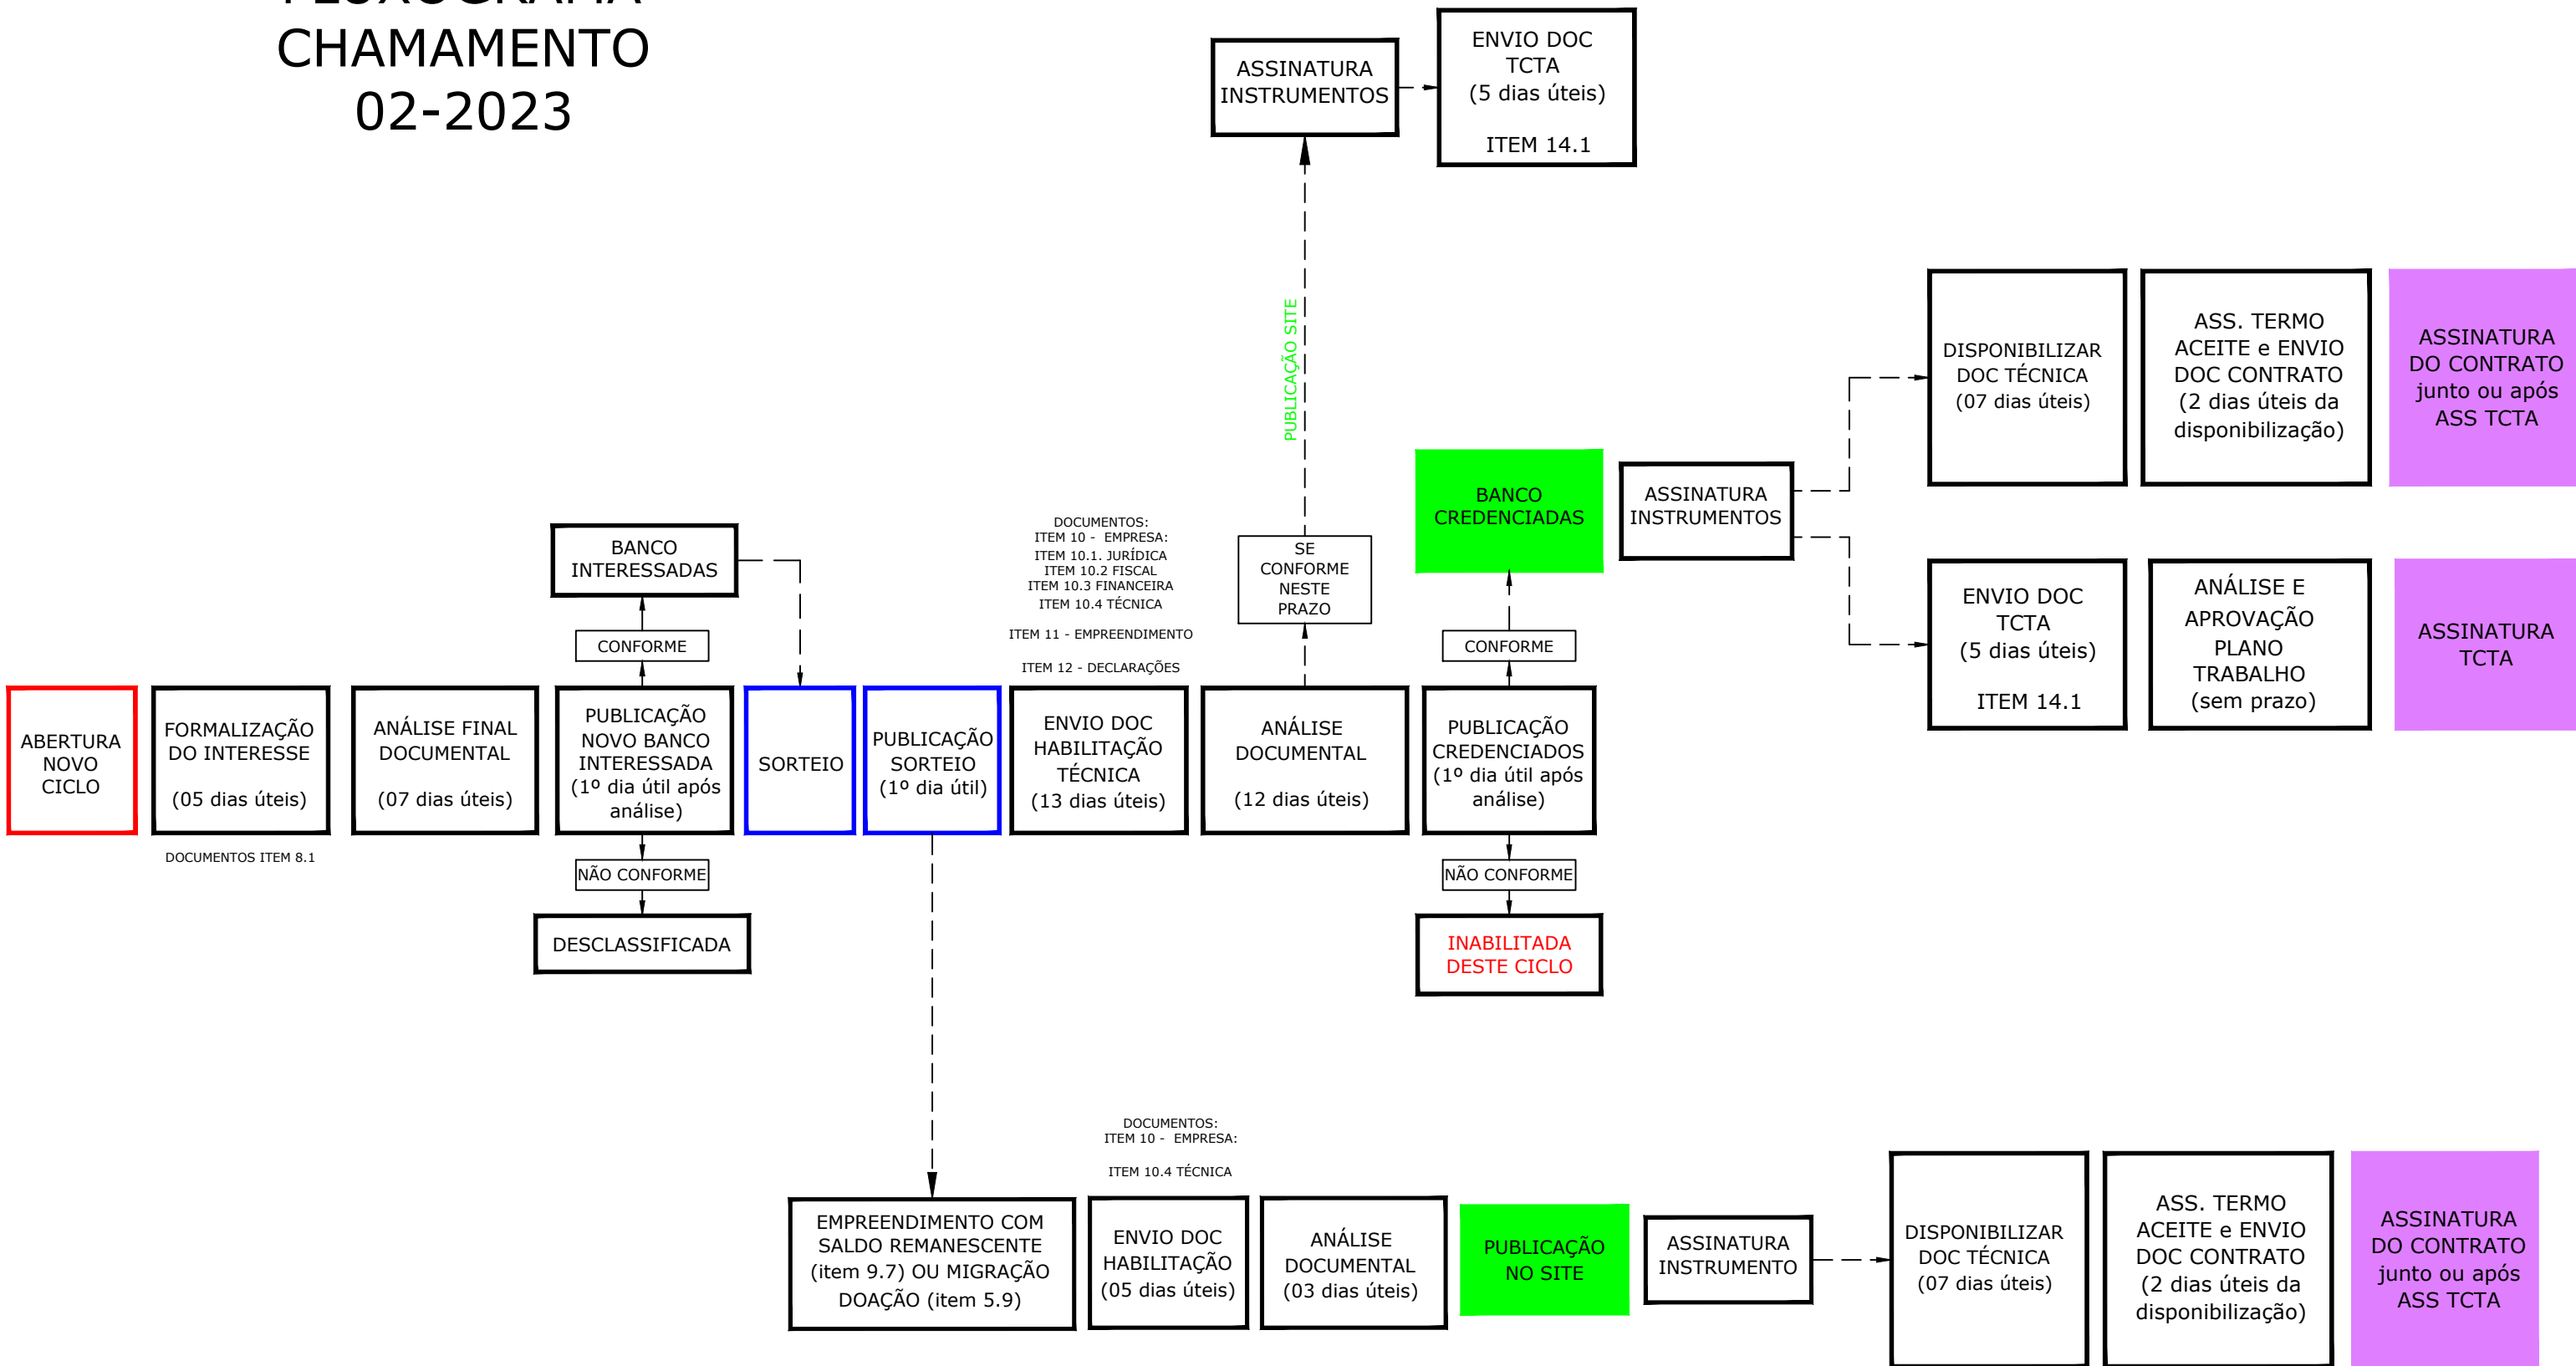 FLUXOGRAMA
CHAMAMENTO
02-2023
ASSINATURA
INSTRUMENTOS
ENVIO DOC
TCTA
(5 dias úteis)
ITEM 14.1
PUBLICAÇÃO SITE
DISPONIBILIZAR
DOC TÉCNICA
(07 dias úteis)
ASS. TERMO
ACEITE e ENVIO
DOC CONTRATO
(2 dias úteis da
disponibilização)
ASSINATURA
DO CONTRATO
junto ou após
ASS TCTA
BANCO
CREDENCIADAS
ASSINATURA
INSTRUMENTOS
BANCO
INTERESSADAS
DOCUMENTOS:
ITEM 10 - EMPRESA:
ITEM 10.1. JURÍDICA
ITEM 10.2 FISCAL
ITEM 10.3 FINANCEIRA
ITEM 10.4 TÉCNICA
ITEM 11 - EMPREENDIMENTO
ITEM 12 - DECLARAÇÕES
SE
CONFORME
NESTE
PRAZO
ENVIO DOC
TCTA
(5 dias úteis)
ITEM 14.1
ANÁLISE E
APROVAÇÃO
PLANO
TRABALHO
(sem prazo)
ASSINATURA
TCTA
CONFORME
CONFORME
ABERTURA
NOVO
CICLO
FORMALIZAÇÃO
DO INTERESSE
(05 dias úteis)
DOCUMENTOS ITEM 8.1
ANÁLISE FINAL
DOCUMENTAL
(07 dias úteis)
PUBLICAÇÃO
NOVO BANCO
INTERESSADA
(1º dia útil após
análise)
SORTEIO
PUBLICAÇÃO
SORTEIO
(1º dia útil)
ENVIO DOC
HABILITAÇÃO
TÉCNICA
(13 dias úteis)
ANÁLISE
DOCUMENTAL
(12 dias úteis)
PUBLICAÇÃO
CREDENCIADOS
(1º dia útil após
análise)
NÃO CONFORME
NÃO CONFORME
DESCLASSIFICADA
INABILITADA
DESTE CICLO
DOCUMENTOS:
ITEM 10 - EMPRESA:
ITEM 10.4 TÉCNICA
EMPREENDIMENTO COM
SALDO REMANESCENTE
(item 9.7) OU MIGRAÇÃO
DOAÇÃO (item 5.9)
ENVIO DOC
HABILITAÇÃO
(05 dias úteis)
ANÁLISE
DOCUMENTAL
(03 dias úteis)
PUBLICAÇÃO
NO SITE
ASSINATURA
INSTRUMENTO
DISPONIBILIZAR
DOC TÉCNICA
(07 dias úteis)
ASS. TERMO
ACEITE e ENVIO
DOC CONTRATO
(2 dias úteis da
disponibilização)
ASSINATURA
DO CONTRATO
junto ou após
ASS TCTA